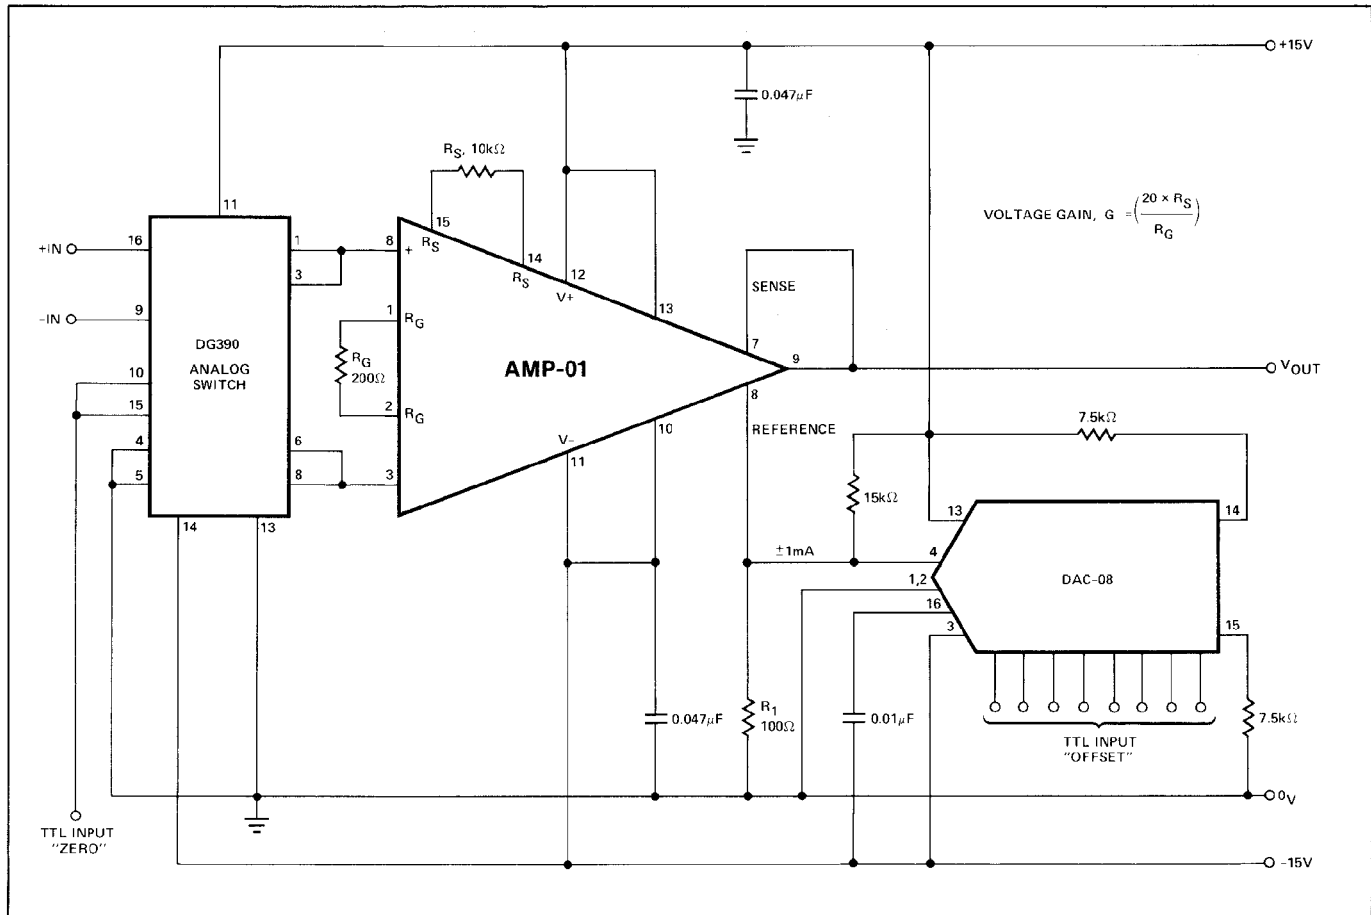 +15V
0.047µF
RS, 10kΩ
11
15
RS
14
RS
12
V+
VOLTAGE GAIN, G = (20 × RS / RG)
+IN
16
1
8
+
3
13
SENSE
-IN
9
1
RG
7
DG390
ANALOG
SWITCH
RG
200Ω
AMP-01
9
VOUT
10
15
2
RG
8
REFERENCE
7.5kΩ
4
6
V-
10
11
5
8
3
15kΩ
13
14
14
13
±1mA
4
DAC-08
1,2
16
3
15
0.047µF
R1
100Ω
0.01µF
7.5kΩ
TTL INPUT
"OFFSET"
0V
TTL INPUT
"ZERO"
-15V